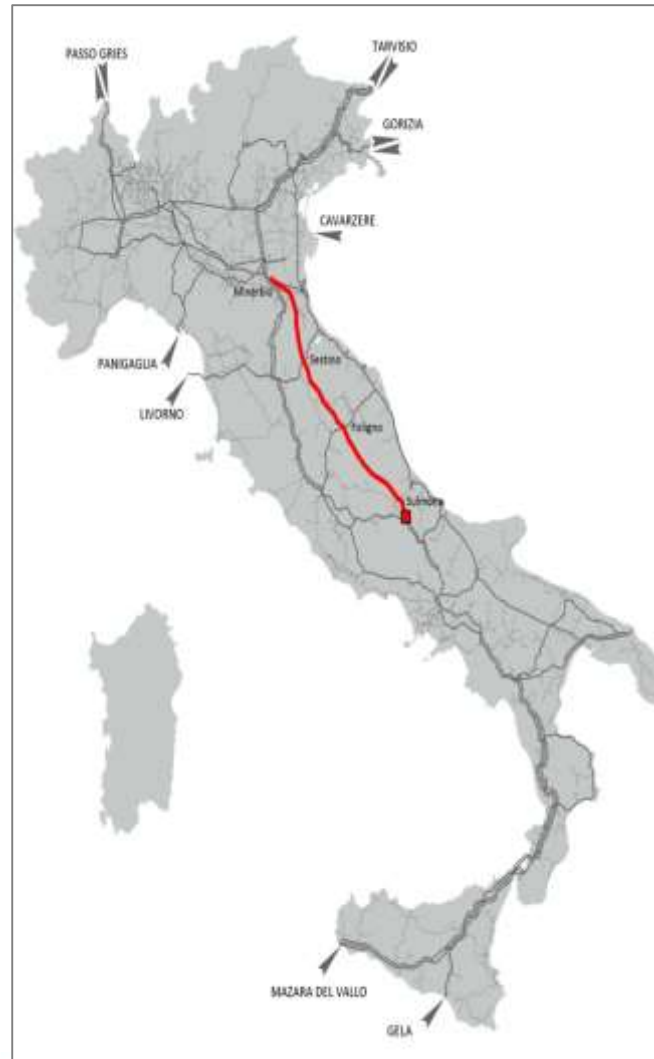 TARVISIO
PASSO GRIES
GORIZIA
CAVARZERE
Minerbio
Sestino
PANIGAGLIA
LIVORNO
Foligno
Sulmona
MAZARA DEL VALLO
GELA